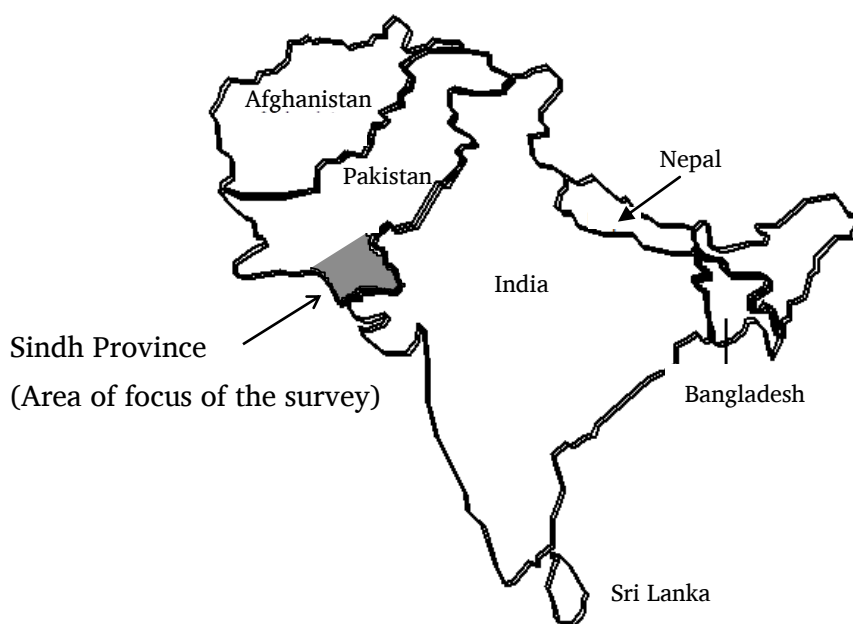 Afghanistan
Nepal
Pakistan
India
Sindh Province
(Area of focus of the survey)
Bangladesh
Sri Lanka